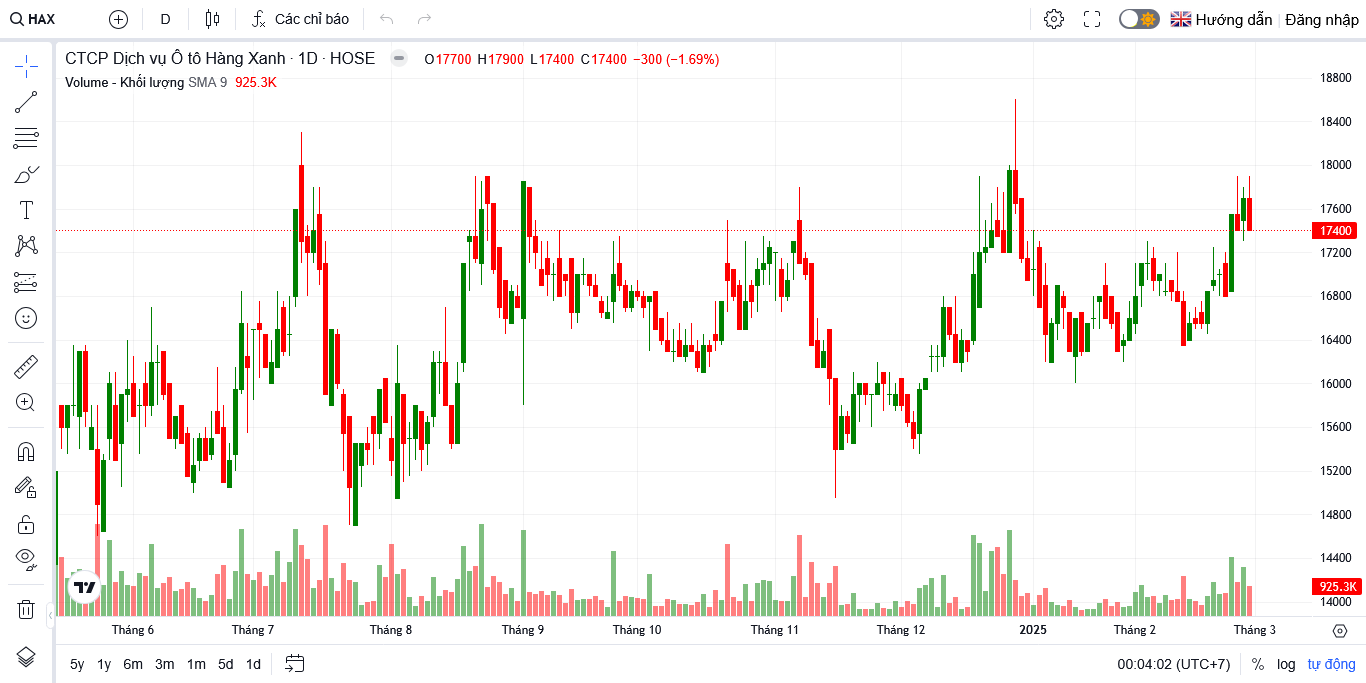 HAX D Các chỉ báo Hướng dẫn Đăng nhập
CTCP Dịch vụ Ô tô Hàng Xanh · 1D · HOSE O17700 H17900 L17400 C17400 −300 (−1.69%)
Volume - Khối lượng SMA 9 925.3K
18800
18400
18000
17600
17400
17200
16800
16400
16000
15600
15200
14800
14400
925.3K
14000
Tháng 6 Tháng 7 Tháng 8 Tháng 9 Tháng 10 Tháng 11 Tháng 12 2025 Tháng 2 Tháng 3
5y 1y 6m 3m 1m 5d 1d 00:04:02 (UTC+7) % log tự động